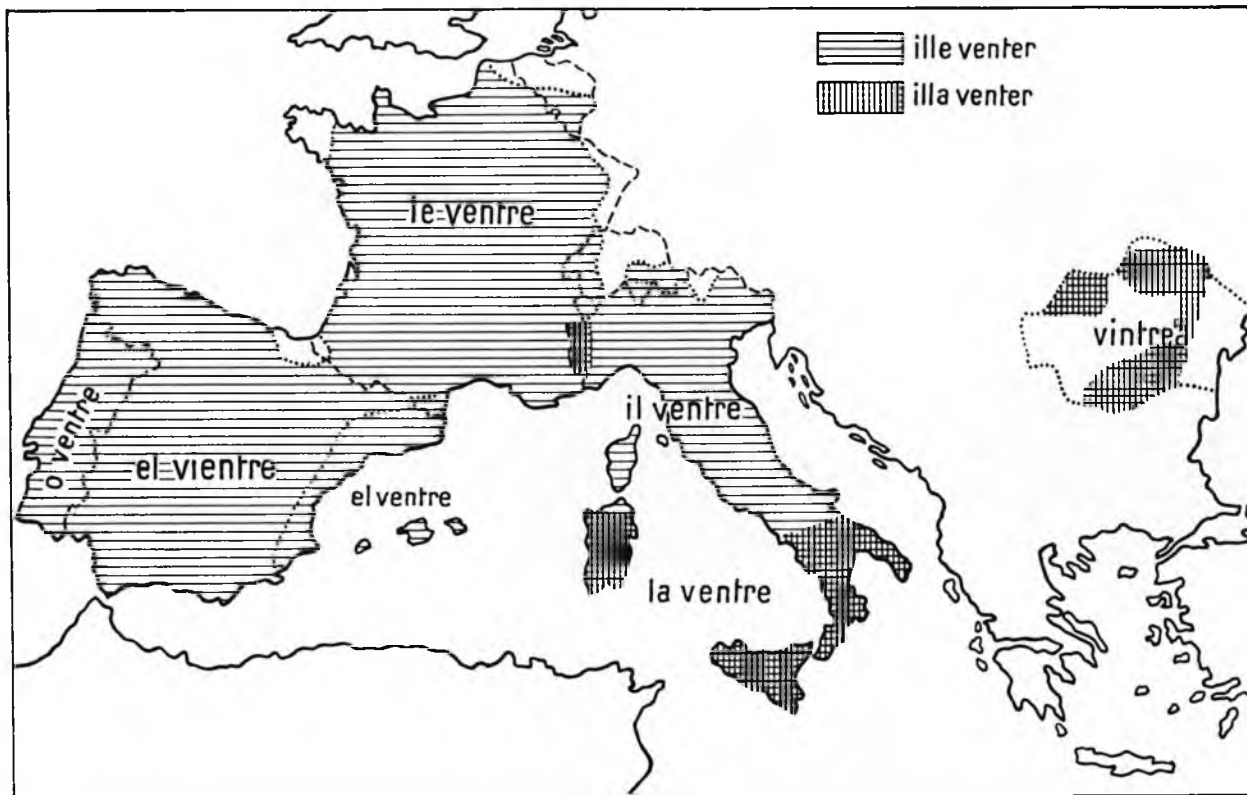 ille venter
illa venter
le ventre
vintre
il ventre
o ventre
el vientre
el ventre
la ventre